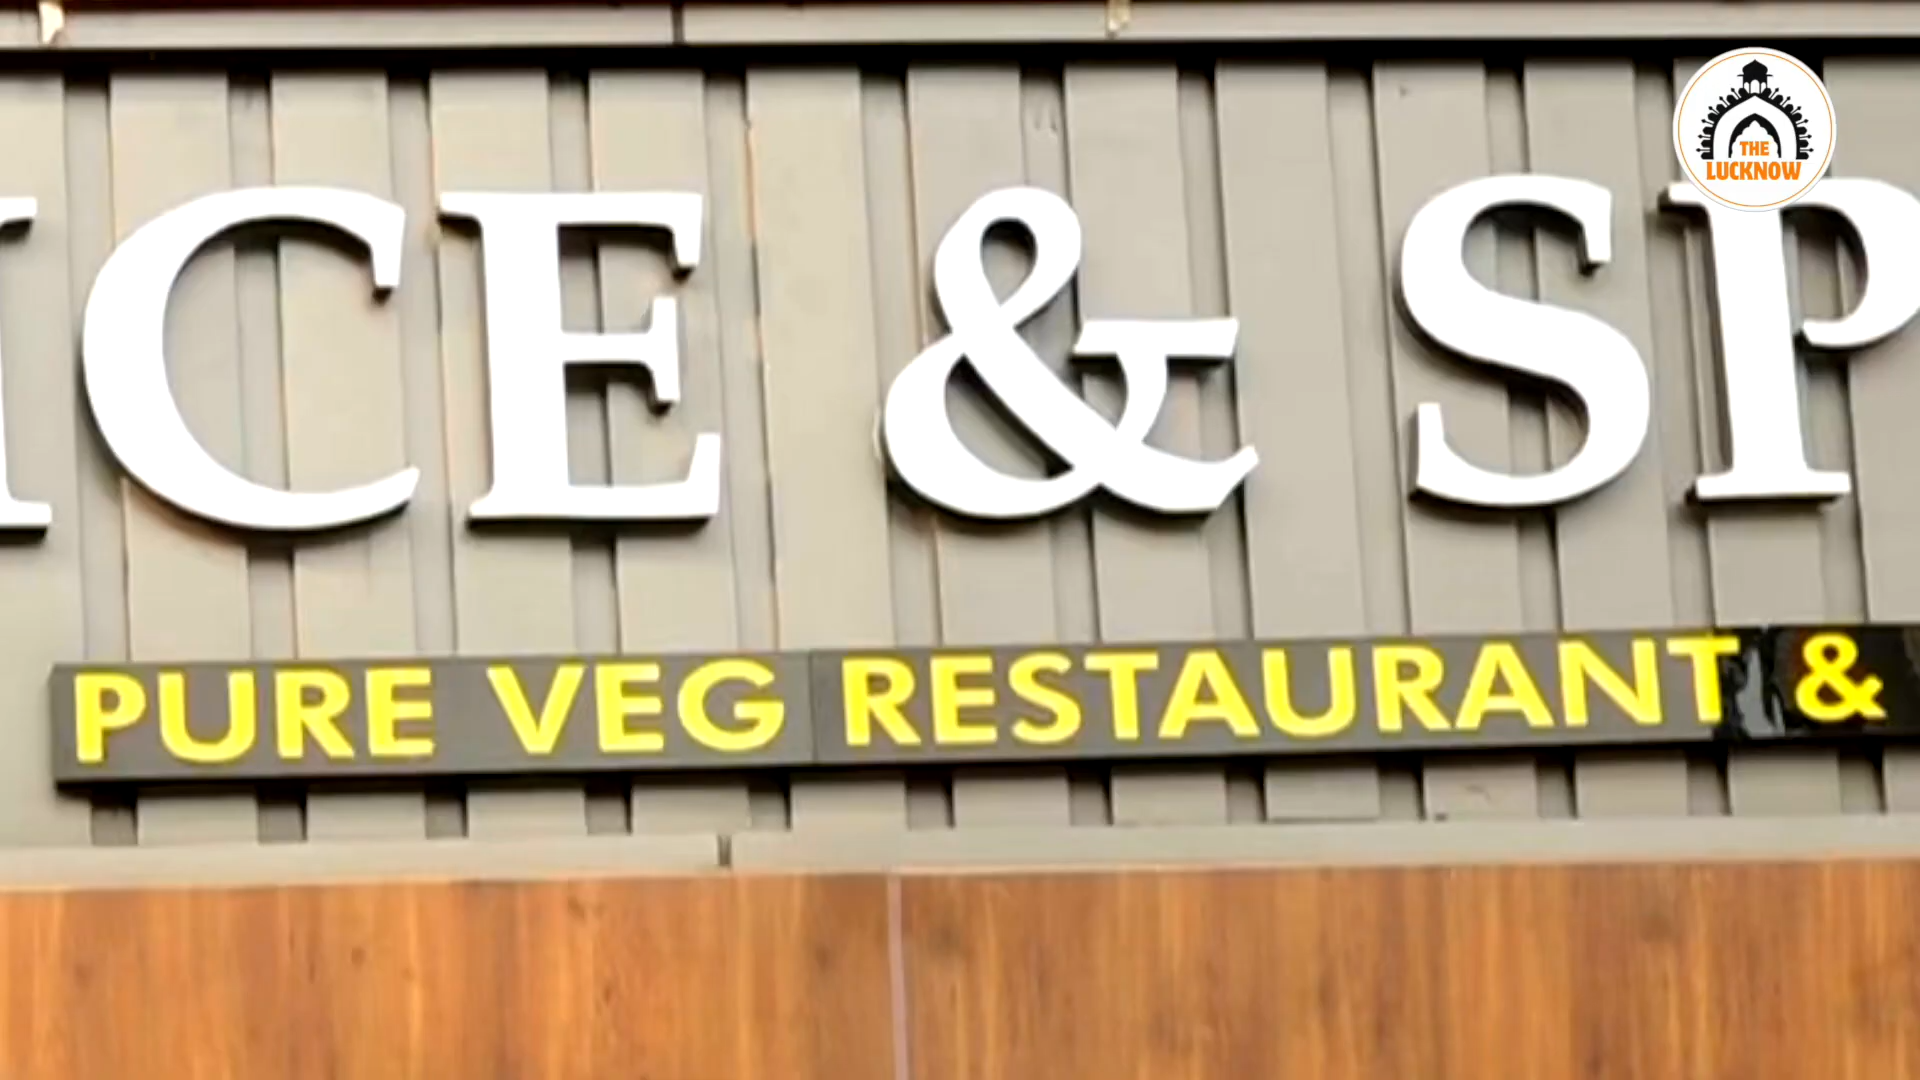 ICE & SP
PURE VEG RESTAURANT &
THE
LUCKNOW